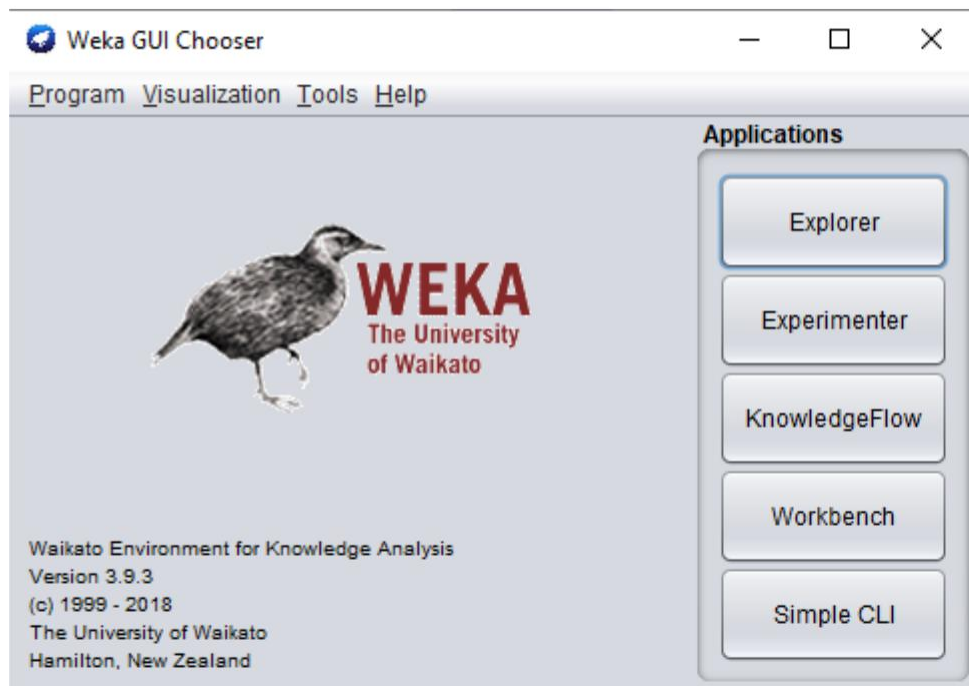 Weka GUI Chooser
Program Visualization Tools Help
Applications
Explorer
Experimenter
KnowledgeFlow
Workbench
Simple CLI
WEKA
The University
of Waikato
Waikato Environment for Knowledge Analysis
Version 3.9.3
(c) 1999 - 2018
The University of Waikato
Hamilton, New Zealand